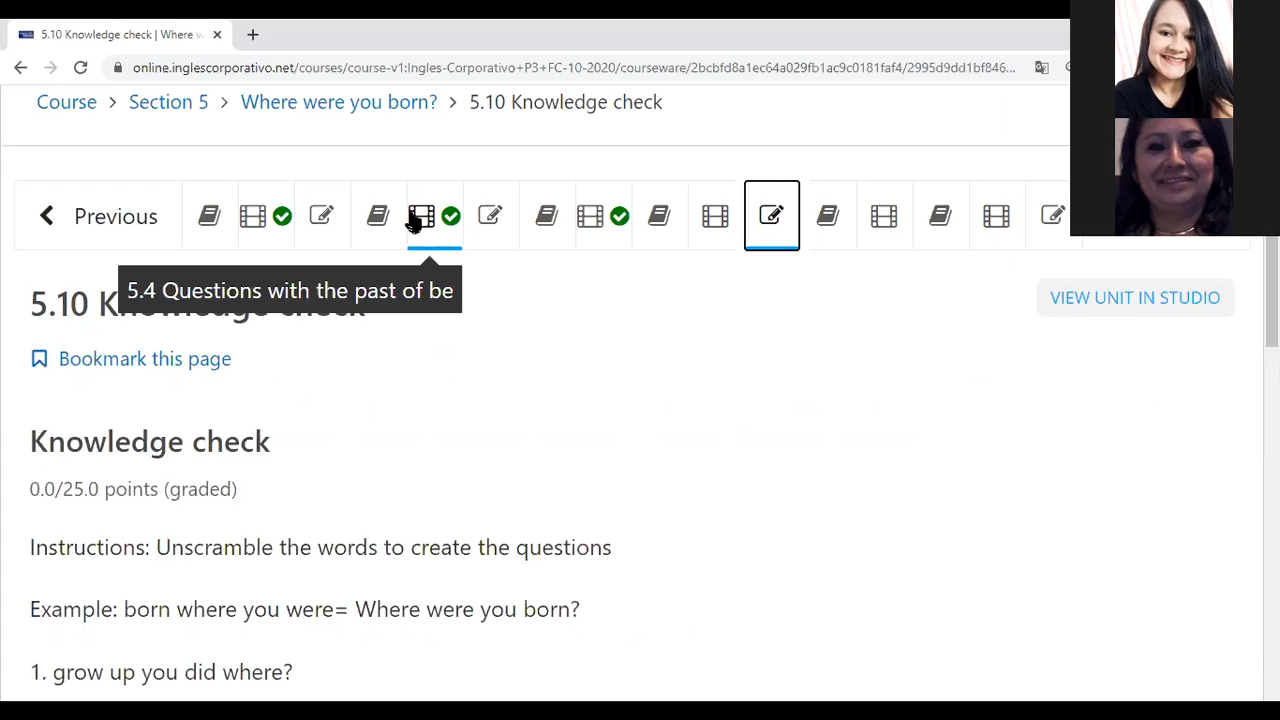 5.10 Knowledge check | Where w
online.inglescorporativo.net/courses/course-v1:Ingles-Corporativo+P3+FC-10-2020/courseware/2bcbfd8a1ec64a029fb1ac9c0181faf4/2995d9dd1bf846...
Course > Section 5 > Where were you born? > 5.10 Knowledge check
Previous
5.4 Questions with the past of be
5.10 Knowledge check
VIEW UNIT IN STUDIO
Bookmark this page
Knowledge check
0.0/25.0 points (graded)
Instructions: Unscramble the words to create the questions
Example: born where you were= Where were you born?
1. grow up you did where?